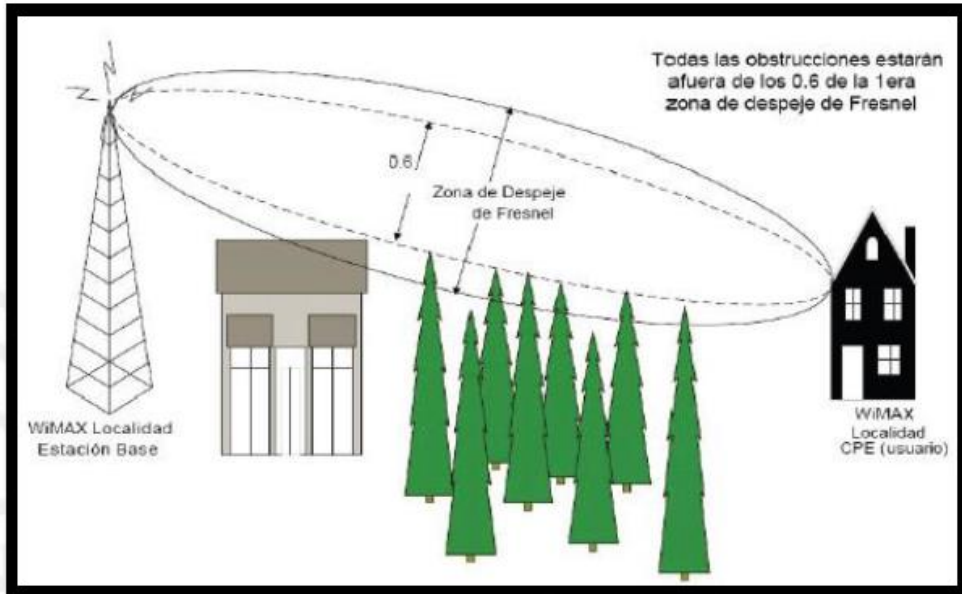 Todas las obstrucciones estarán
afuera de los 0.6 de la 1era
zona de despeje de Fresnel
0.6
Zona de Despeje
de Fresnel
WiMAX Localidad
Estación Base
WiMAX
Localidad
CPE (usuario)